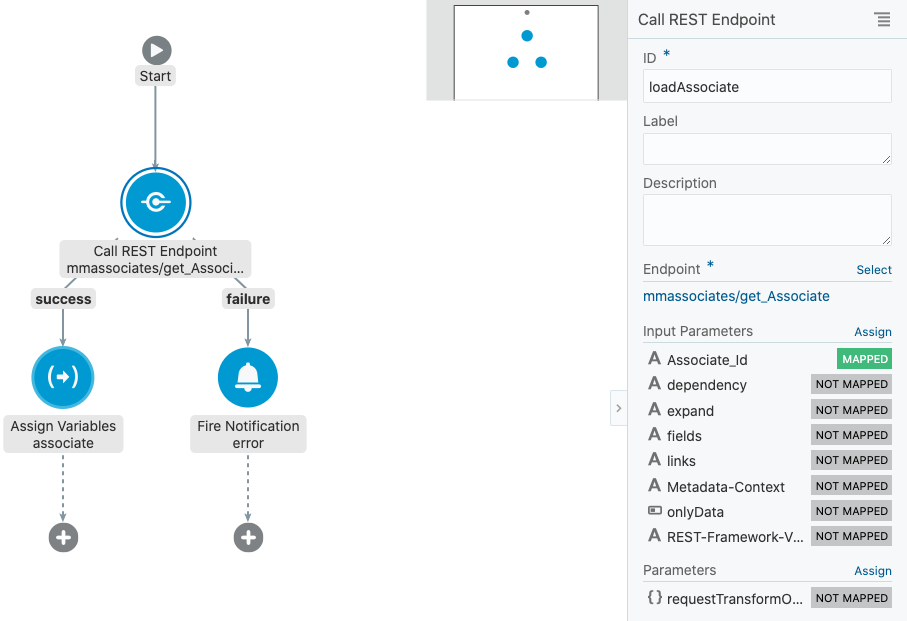 Start
Call REST Endpoint
mmassociates/get_Associ...
success
failure
Assign Variables
associate
Fire Notification
error
Call REST Endpoint
ID *
loadAssociate
Label
Description
Endpoint * Select
mmassociates/get_Associate
Input Parameters Assign
A Associate_Id MAPPED
A dependency NOT MAPPED
A expand NOT MAPPED
A fields NOT MAPPED
A links NOT MAPPED
A Metadata-Context NOT MAPPED
onlyData NOT MAPPED
A REST-Framework-V... NOT MAPPED
Parameters Assign
{} requestTransformO... NOT MAPPED